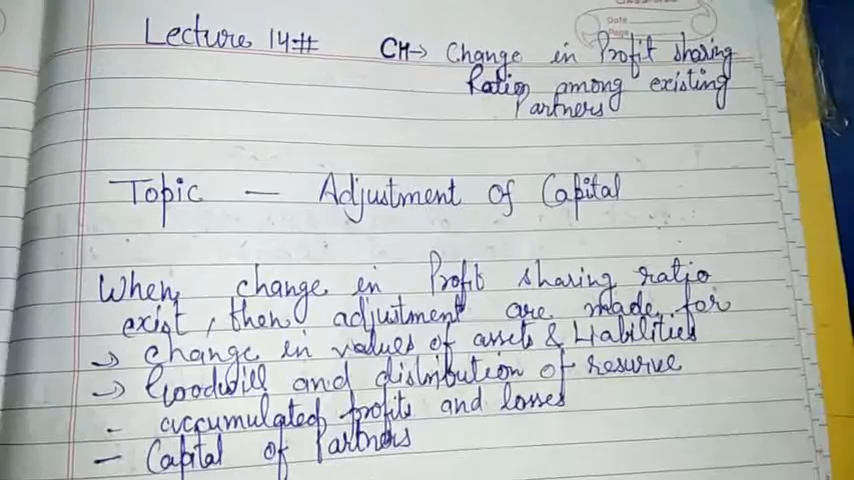 Lecture 14:#
Date
Page
CH→ Change in Profit sharing
Ratio among existing
Partners
Topic — Adjustment of Capital
When change in Profit sharing ratio
exist, then adjustment are made for
→ change in values of assets & Liabilities
→ Goodwill and distribution of reserve
- accumulated profits and losses
- Capital of Partners